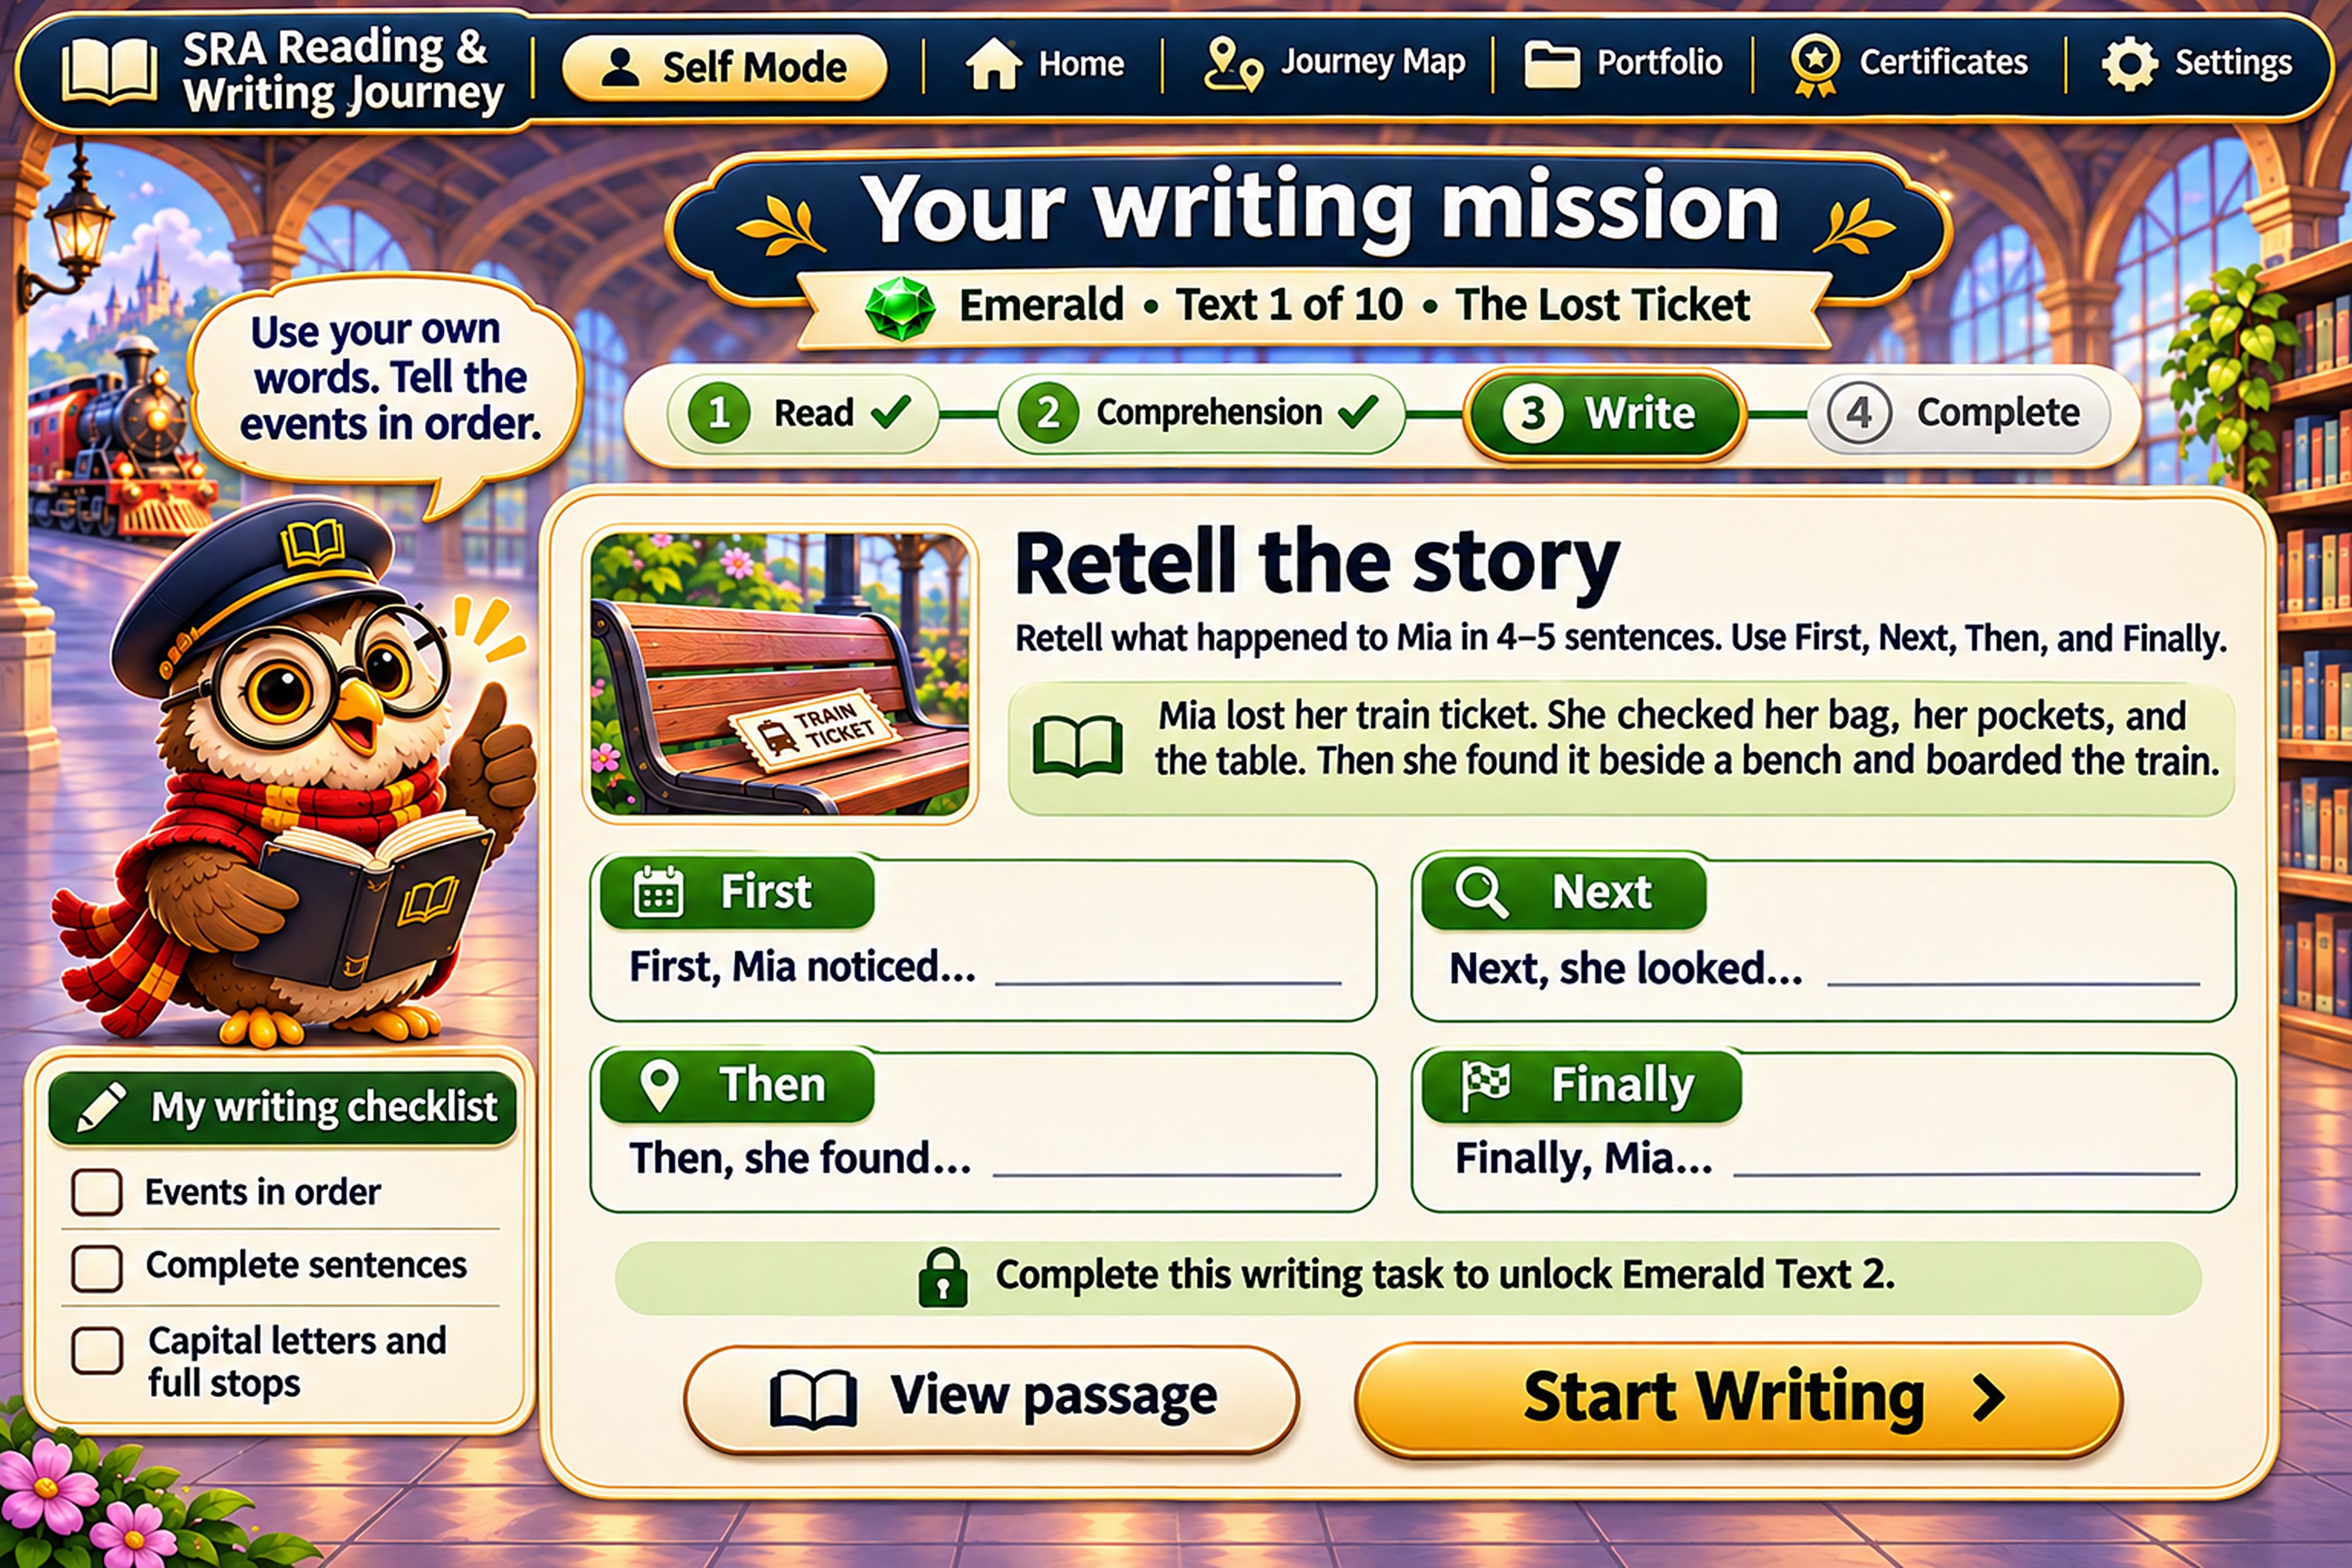 SRA Reading &
Writing Journey
Self Mode
Home
Journey Map
Portfolio
Certificates
Settings
Your writing mission
Emerald • Text 1 of 10 • The Lost Ticket
Use your own
words. Tell the
events in order.
1 Read
2 Comprehension
3 Write
4 Complete
TRAIN
TICKET
Retell the story
Retell what happened to Mia in 4–5 sentences. Use First, Next, Then, and Finally.
Mia lost her train ticket. She checked her bag, her pockets, and
the table. Then she found it beside a bench and boarded the train.
First
First, Mia noticed...
Next
Next, she looked...
Then
Then, she found...
Finally
Finally, Mia...
My writing checklist
Events in order
Complete sentences
Capital letters and
full stops
Complete this writing task to unlock Emerald Text 2.
View passage
Start Writing